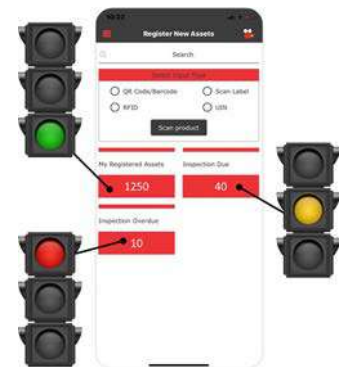 Register New Assets
Search
Select Input Type
QR Code/Barcode
Scan Label
RFID
UIN
Scan product
My Registered Assets
Inspection Due
1250
40
Inspection Overdue
10